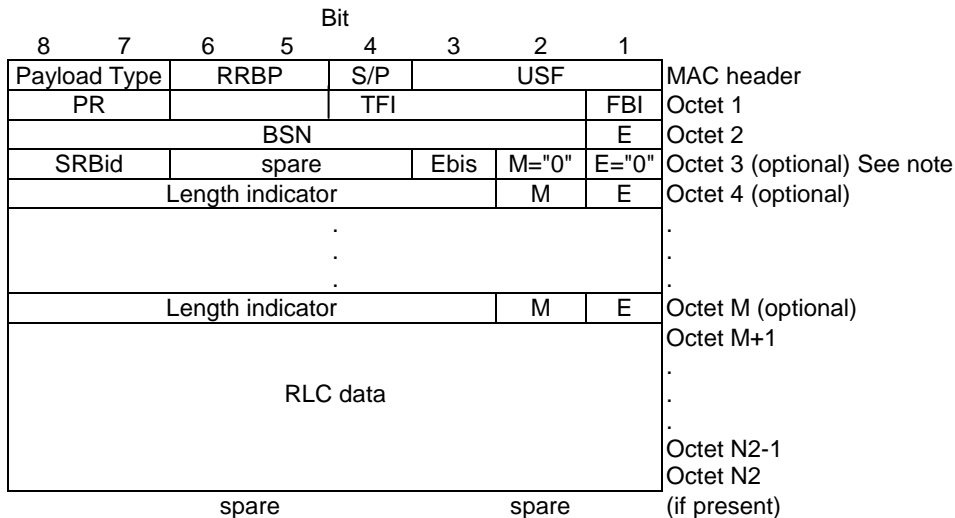 Bit
8 7 6 5 4 3 2 1
Payload Type RRBP S/P USF MAC header
PR TFI FBI Octet 1
BSN E Octet 2
SRBid spare Ebis M="0" E="0" Octet 3 (optional) See note
Length indicator M E Octet 4 (optional)
. .
. .
. .
Length indicator M E Octet M (optional)
Octet M+1
.
RLC data .
.
Octet N2-1
Octet N2
spare spare (if present)